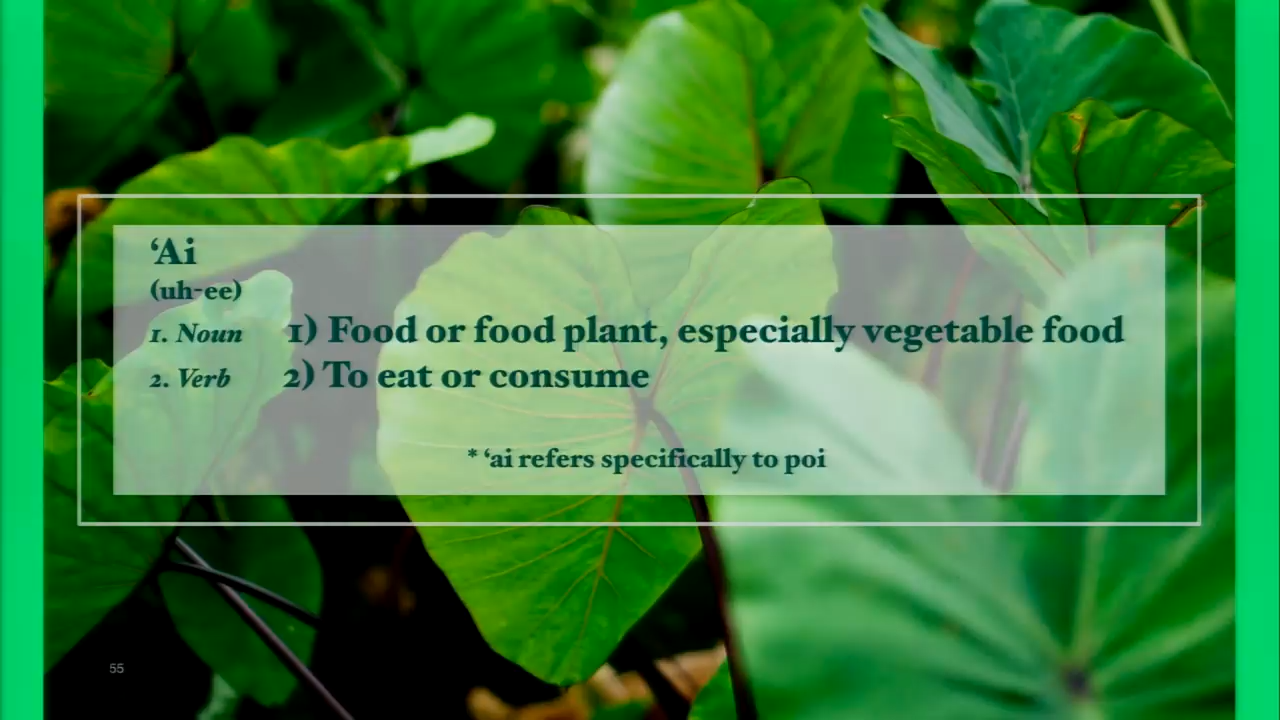 ‘Ai
(uh-ee)
1. Noun 1) Food or food plant, especially vegetable food
2. Verb 2) To eat or consume
* ‘ai refers specifically to poi
55